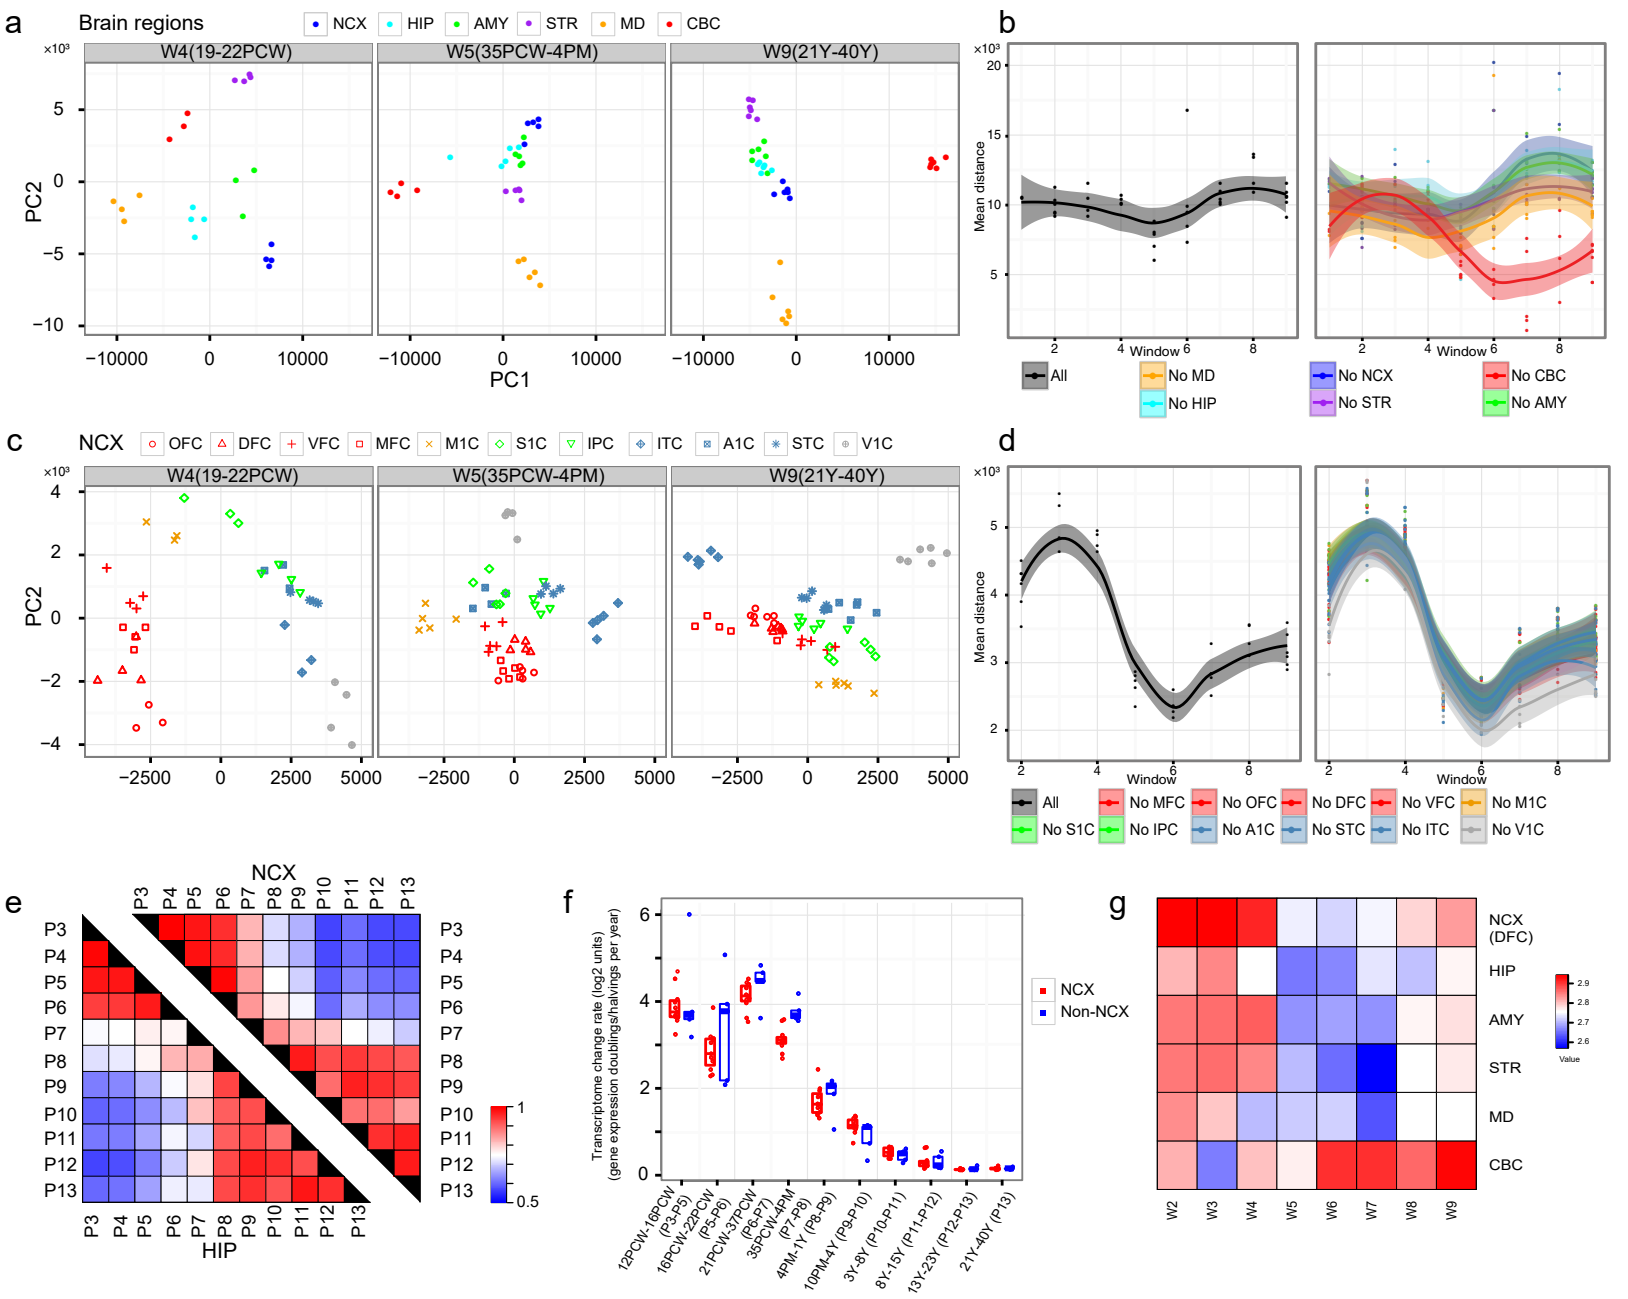 a
Brain regions
NCX
HIP
AMY
STR
MD
CBC
×10³
W4(19-22PCW)
W5(35PCW-4PM)
W9(21Y-40Y)
PC2
5
0
−5
−10
−10000
0
10000
−10000
0
10000
−10000
0
10000
PC1
b
×10³
20
15
10
5
Mean distance
2
4
6
8
Window
2
4
6
8
Window
All
No MD
No NCX
No CBC
No HIP
No STR
No AMY
c
NCX
OFC
DFC
VFC
MFC
M1C
S1C
IPC
ITC
A1C
STC
V1C
×10³
W4(19-22PCW)
W5(35PCW-4PM)
W9(21Y-40Y)
PC2
4
2
0
−2
−4
−2500
0
2500
5000
−2500
0
2500
5000
−2500
0
2500
5000
d
×10³
5
4
3
2
Mean distance
2
4
6
8
Window
2
4
6
8
Window
All
No MFC
No OFC
No DFC
No VFC
No M1C
No S1C
No IPC
No A1C
No STC
No ITC
No V1C
e
NCX
P3
P4
P5
P6
P7
P8
P9
P10
P11
P12
P13
P3
P4
P5
P6
P7
P8
P9
P10
P11
P12
P13
P3
P4
P5
P6
P7
P8
P9
P10
P11
P12
P13
P3
P4
P5
P6
P7
P8
P9
P10
P11
P12
P13
HIP
1
0.5
f
Transcriptome change rate (log2 units)
(gene expression doublings/halvings per year)
6
4
2
0
12PCW-16PCW
(P3-P5)
16PCW-22PCW
(P5-P6)
21PCW-37PCW
(P6-P7)
35PCW-4PM
(P7-P8)
4PM-1Y (P8-P9)
10PM-4Y (P9-P10)
3Y-8Y (P10-P11)
8Y-15Y (P11-P12)
13Y-23Y (P12-P13)
21Y-40Y (P13)
NCX
Non-NCX
g
NCX
(DFC)
HIP
AMY
STR
MD
CBC
W2
W3
W4
W5
W6
W7
W8
W9
2.9
2.8
2.7
2.6
Value